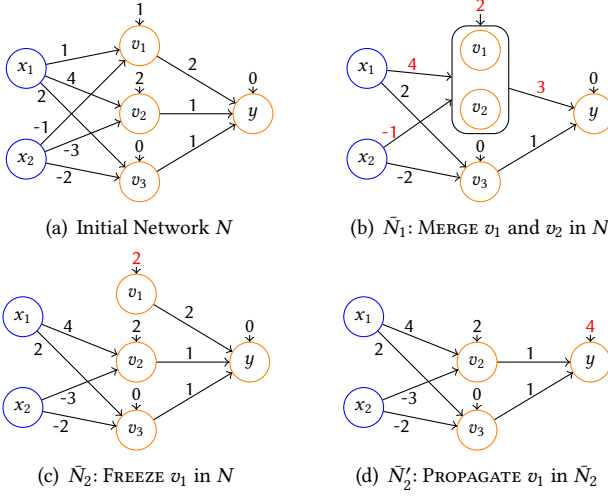 1
x₁
1
4
2
v₁
2
2
v₂
1
0
y
x₂
-1
-3
-2
0
v₃
1
(a) Initial Network N
2
x₁
4
2
v₁
v₂
3
0
y
x₂
-1
-2
0
v₃
1
(b) N̄₁: MERGE v₁ and v₂ in N
2
v₁
2
x₁
4
2
2
v₂
1
0
y
x₂
-3
-2
0
v₃
1
(c) N̄₂: FREEZE v₁ in N
x₁
4
2
2
v₂
1
4
y
x₂
-3
-2
0
v₃
1
(d) N̄₂′: PROPAGATE v₁ in N̄₂